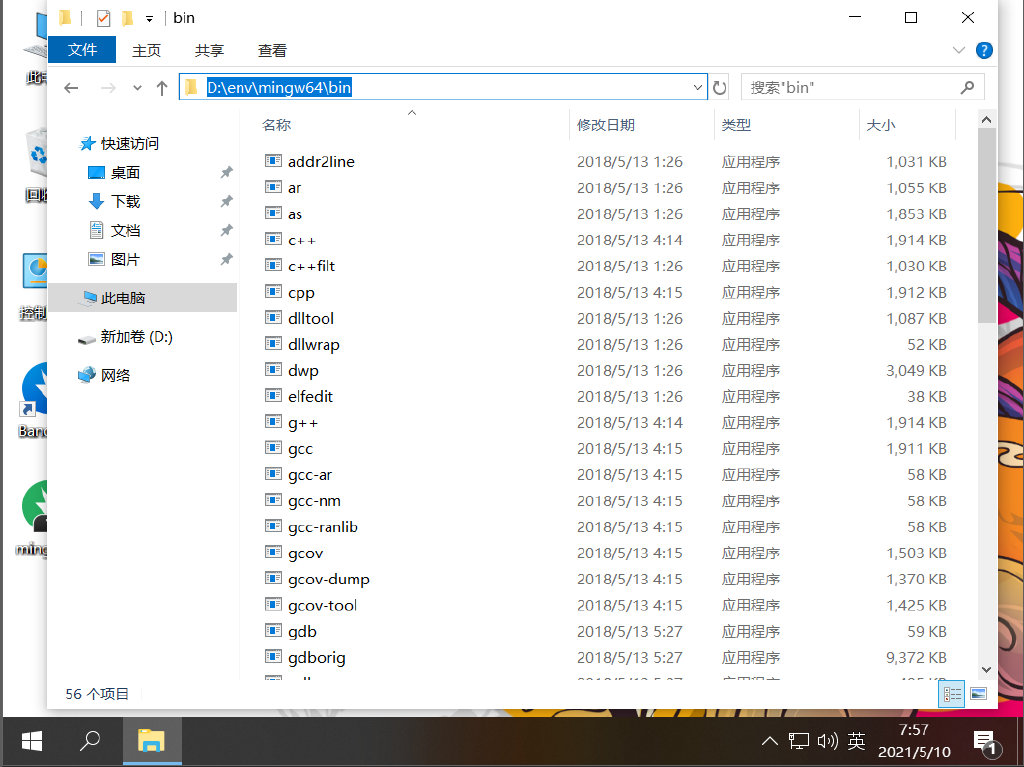 bin
文件 主页 共享 查看
D:\env\mingw64\bin 搜索"bin"
名称 修改日期 类型 大小
快速访问
桌面
下载
文档
图片
此电脑
新加卷 (D:)
网络
addr2line 2018/5/13 1:26 应用程序 1,031 KB
ar 2018/5/13 1:26 应用程序 1,055 KB
as 2018/5/13 1:26 应用程序 1,853 KB
c++ 2018/5/13 4:14 应用程序 1,914 KB
c++filt 2018/5/13 1:26 应用程序 1,030 KB
cpp 2018/5/13 4:15 应用程序 1,912 KB
dlltool 2018/5/13 1:26 应用程序 1,087 KB
dllwrap 2018/5/13 1:26 应用程序 52 KB
dwp 2018/5/13 1:26 应用程序 3,049 KB
elfedit 2018/5/13 1:26 应用程序 38 KB
g++ 2018/5/13 4:14 应用程序 1,914 KB
gcc 2018/5/13 4:15 应用程序 1,911 KB
gcc-ar 2018/5/13 4:15 应用程序 58 KB
gcc-nm 2018/5/13 4:15 应用程序 58 KB
gcc-ranlib 2018/5/13 4:15 应用程序 58 KB
gcov 2018/5/13 4:15 应用程序 1,503 KB
gcov-dump 2018/5/13 4:15 应用程序 1,370 KB
gcov-tool 2018/5/13 4:15 应用程序 1,425 KB
gdb 2018/5/13 5:27 应用程序 59 KB
gdborig 2018/5/13 5:27 应用程序 9,372 KB
56 个项目
此
回
控制
Ban
ming
英
7:57
2021/5/10
1